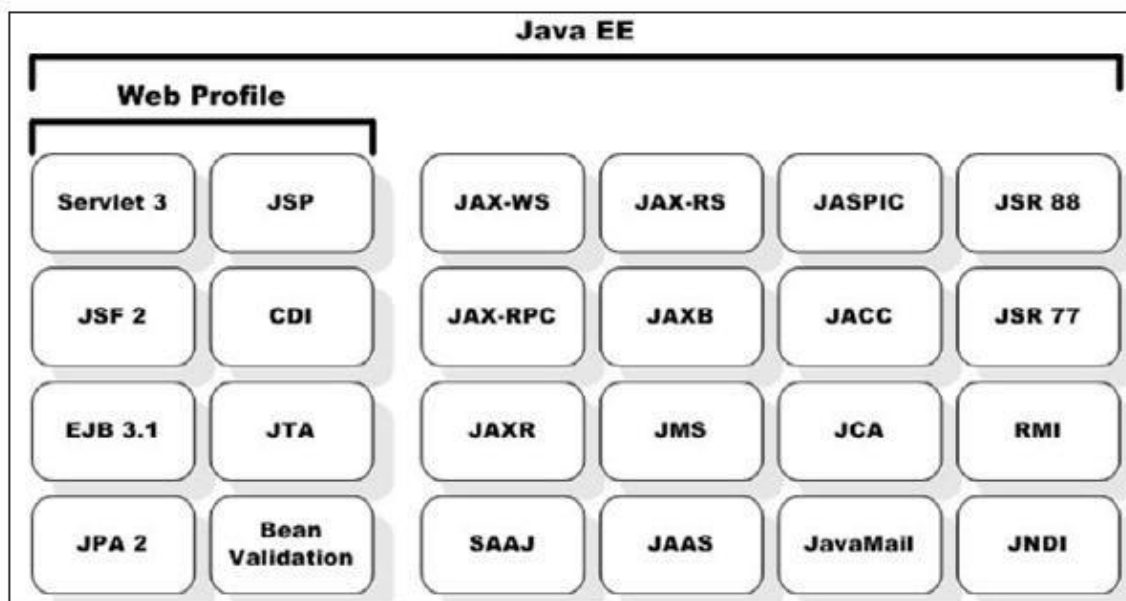 Java EE
Web Profile
Servlet 3
JSP
JAX-WS
JAX-RS
JASPIC
JSR 88
JSF 2
CDI
JAX-RPC
JAXB
JACC
JSR 77
EJB 3.1
JTA
JAXR
JMS
JCA
RMI
JPA 2
Bean
Validation
SAAJ
JAAS
JavaMail
JNDI